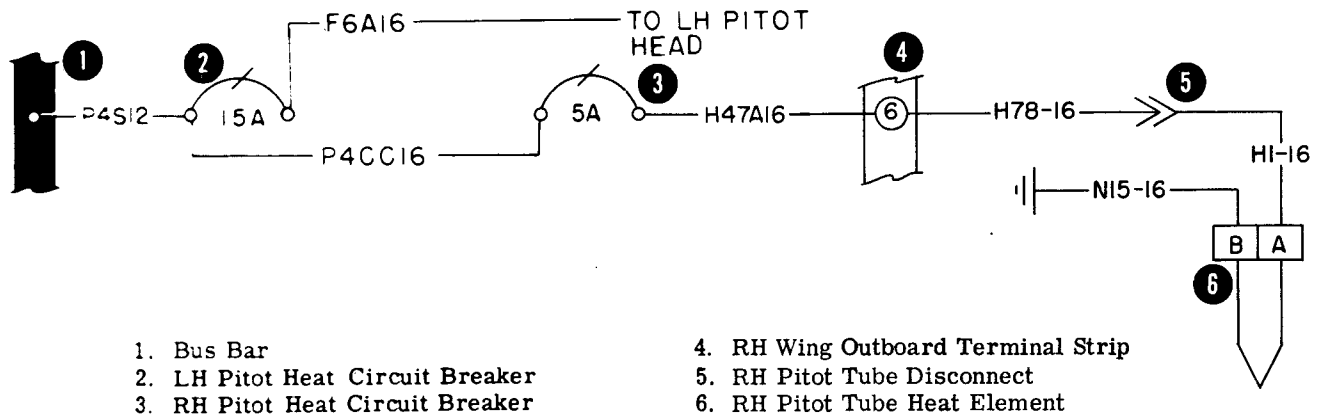 F6A16
TO LH PITOT
HEAD
1
2
3
4
5
P4S12
15A
5A
H47A16
6
H78-16
P4CC16
H1-16
N15-16
B A
6
1. Bus Bar
2. LH Pitot Heat Circuit Breaker
3. RH Pitot Heat Circuit Breaker
4. RH Wing Outboard Terminal Strip
5. RH Pitot Tube Disconnect
6. RH Pitot Tube Heat Element